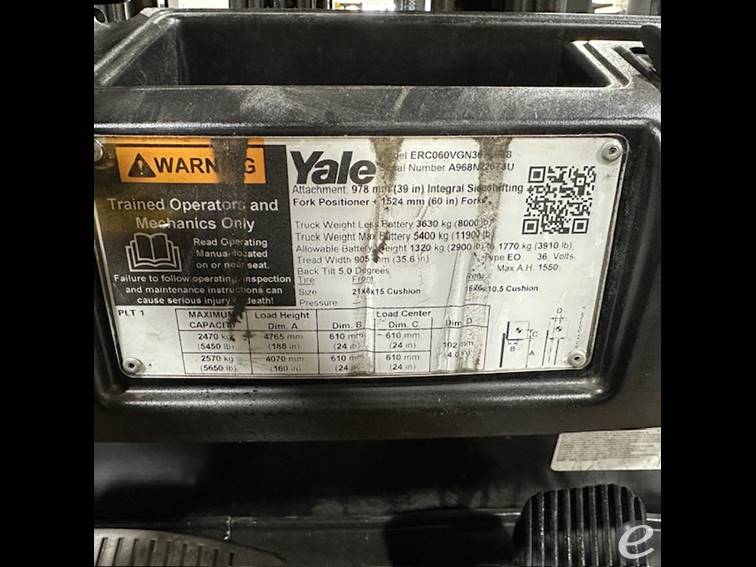 WARNING
Trained Operators and
Mechanics Only
Read Operating
Manual located
on or near seat.
Failure to follow operating, inspection
and maintenance instructions can
cause serious injury or death!
PLT 1
Yale
Model ERC060VGN36
Serial Number
Attachment 978 mm (39 in) Integral Sideshifting
Fork Positioner + 1524 mm (60 in) Forks
Truck Weight Less Battery 3630 kg (8000 lb)
Truck Weight Max Battery 5400 kg (11900 lb)
Allowable Battery Weight 1320 kg (2900 lb) to 1770 kg (3910 lb)
Tread Width 905 mm (35.6 in) Type EO 36 Volts.
Back Tilt 5.0 Degrees Max A.H. 1550
Tire Front Rear
Size 21x8x15 Cushion 16x6x10.5 Cushion
Pressure
MAXIMUM CAPACITY Load Height Dim. A Load Center Dim. B Dim. C Dim. D
2470 kg 4765 mm 610 mm 610 mm
(5450 lb) (188 in) (24 in) (24 in) 102 mm
2570 kg 4070 mm 610 mm 610 mm (4.0 in)
(5650 lb) (160 in) (24 in) (24 in)
D
C
B A
e